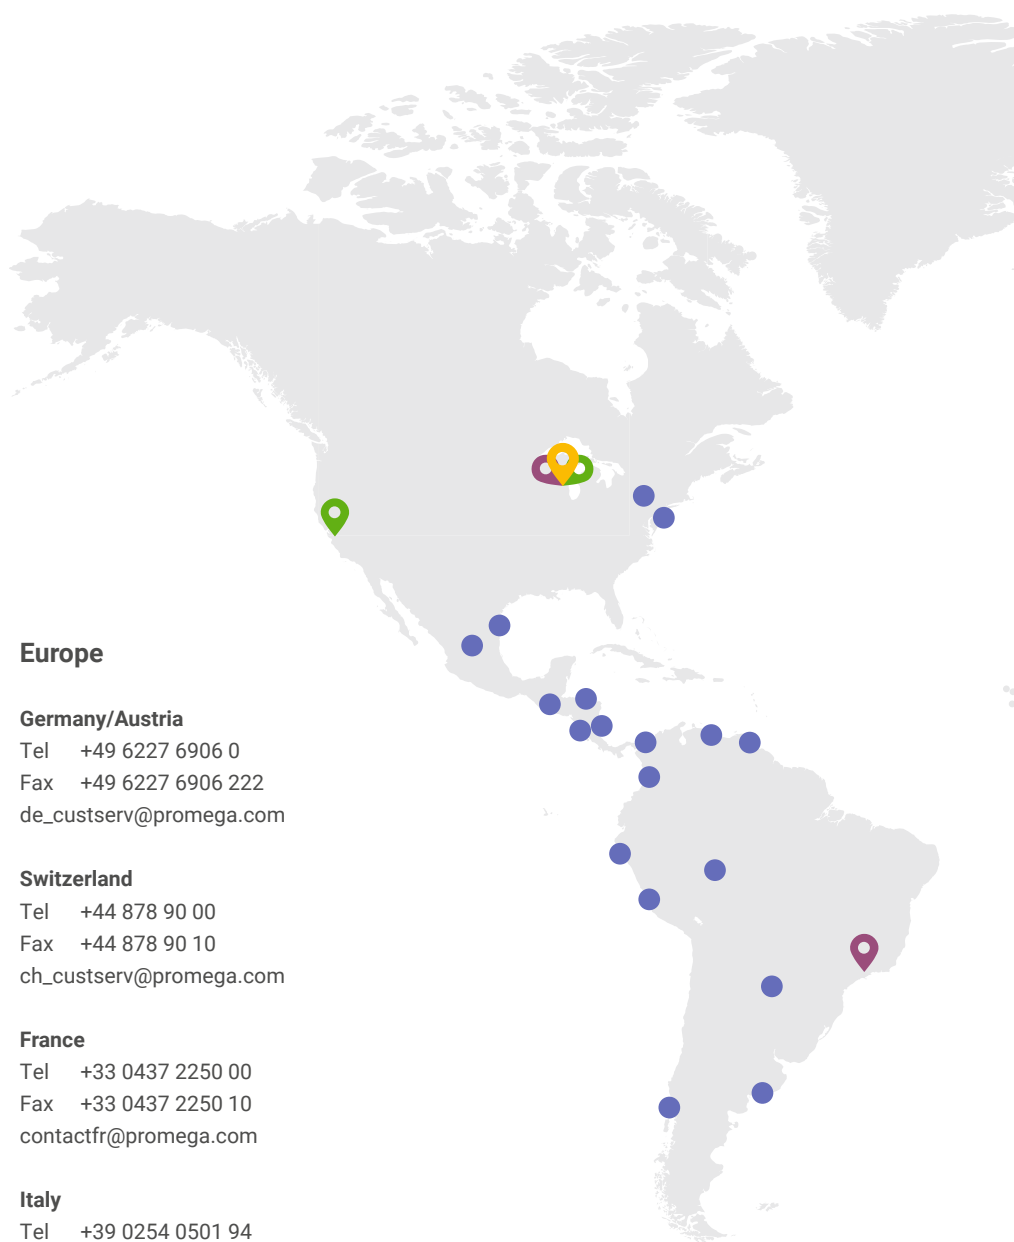 Europe
Germany/Austria
Tel +49 6227 6906 0
Fax +49 6227 6906 222
de_custserv@promega.com
Switzerland
Tel +44 878 90 00
Fax +44 878 90 10
ch_custserv@promega.com
France
Tel +33 0437 2250 00
Fax +33 0437 2250 10
contactfr@promega.com
Italy
Tel +39 0254 0501 94